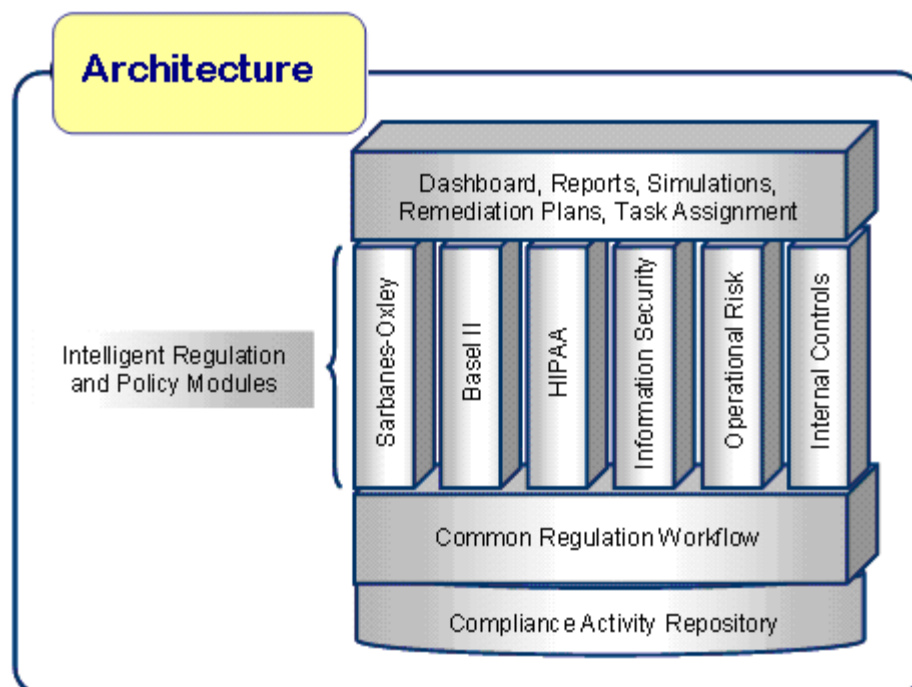 Architecture
Dashboard, Reports, Simulations,
Remediation Plans, Task Assignment
Intelligent Regulation
and Policy Modules
Sarbanes-Oxley
Basel II
HIPAA
Information Security
Operational Risk
Internal Controls
Common Regulation Workflow
Compliance Activity Repository